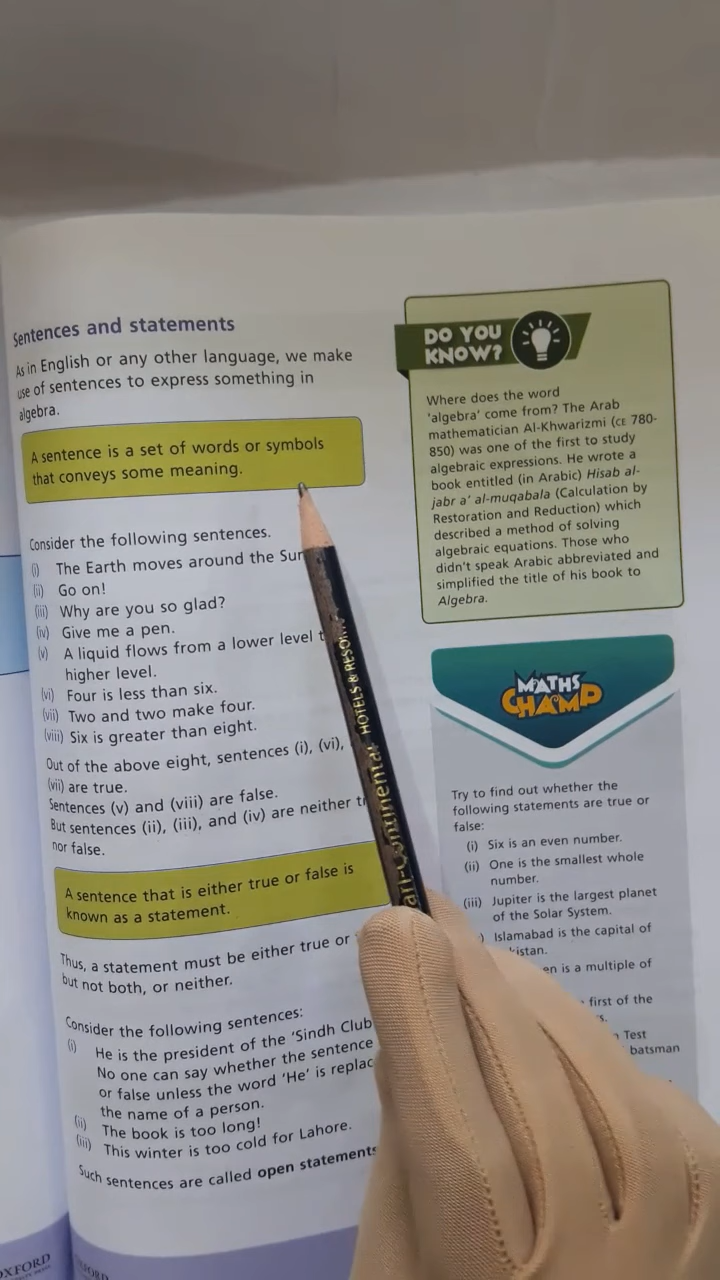 Sentences and statements
As in English or any other language, we make
use of sentences to express something in
algebra.
A sentence is a set of words or symbols
that conveys some meaning.
Consider the following sentences.
(i) The Earth moves around the Sun
(ii) Go on!
(iii) Why are you so glad?
(iv) Give me a pen.
(v) A liquid flows from a lower level
higher level.
(vi) Four is less than six.
(vii) Two and two make four.
(viii) Six is greater than eight.
Out of the above eight, sentences (i), (vi),
(vii) are true.
Sentences (v) and (viii) are false.
But sentences (ii), (iii), and (iv) are neither
nor false.
A sentence that is either true or false is
known as a statement.
Thus, a statement must be either true or
but not both, or neither.
Consider the following sentences:
(i) He is the president of the 'Sindh Club
No one can say whether the sentence
or false unless the word 'He' is replac
the name of a person.
(ii) The book is too long!
(iii) This winter is too cold for Lahore.
Such sentences are called open statements
DO YOU
KNOW?
Where does the word
'algebra' come from? The Arab
mathematician Al-Khwarizmi (CE 780-
850) was one of the first to study
algebraic expressions. He wrote a
book entitled (in Arabic) Hisab al-
jabr a' al-muqabala (Calculation by
Restoration and Reduction) which
described a method of solving
algebraic equations. Those who
didn't speak Arabic abbreviated and
simplified the title of his book to
Algebra.
MATHS
CHAMP
Try to find out whether the
following statements are true or
false:
(i) Six is an even number.
(ii) One is the smallest whole
number.
(iii) Jupiter is the largest planet
of the Solar System.
) Islamabad is the capital of
kistan.
en is a multiple of
first of the
s.
Test
batsman
HOTELS & RESOR
ari-Continental
OXFORD
OXFORD